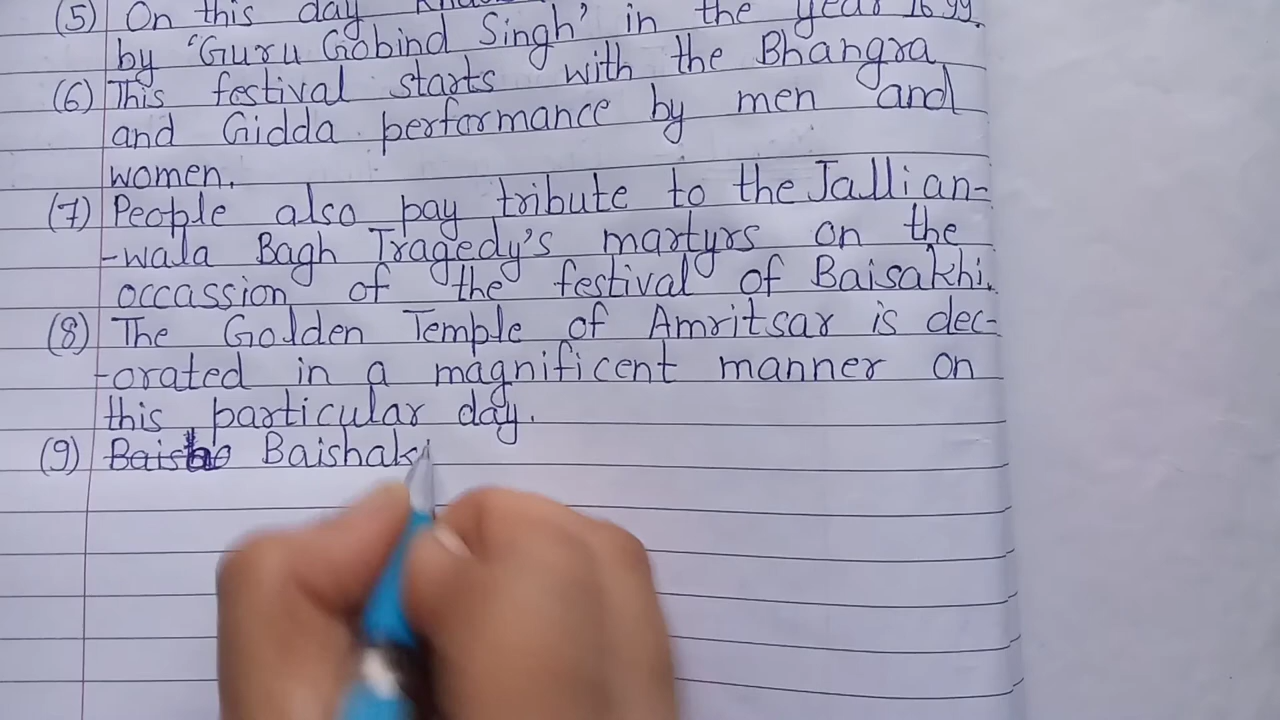 (5) On this day
by 'Guru Gobind Singh' in the year 1699.
(6) This festival starts with the Bhangra
and Gidda performance by men and
women.
(7) People also pay tribute to the Jallian-
-wala Bagh Tragedy's martyrs on the
occassion of the festival of Baisakhi.
(8) The Golden Temple of Amritsar is dec-
-orated in a magnificent manner on
this particular day.
(9) Baishak